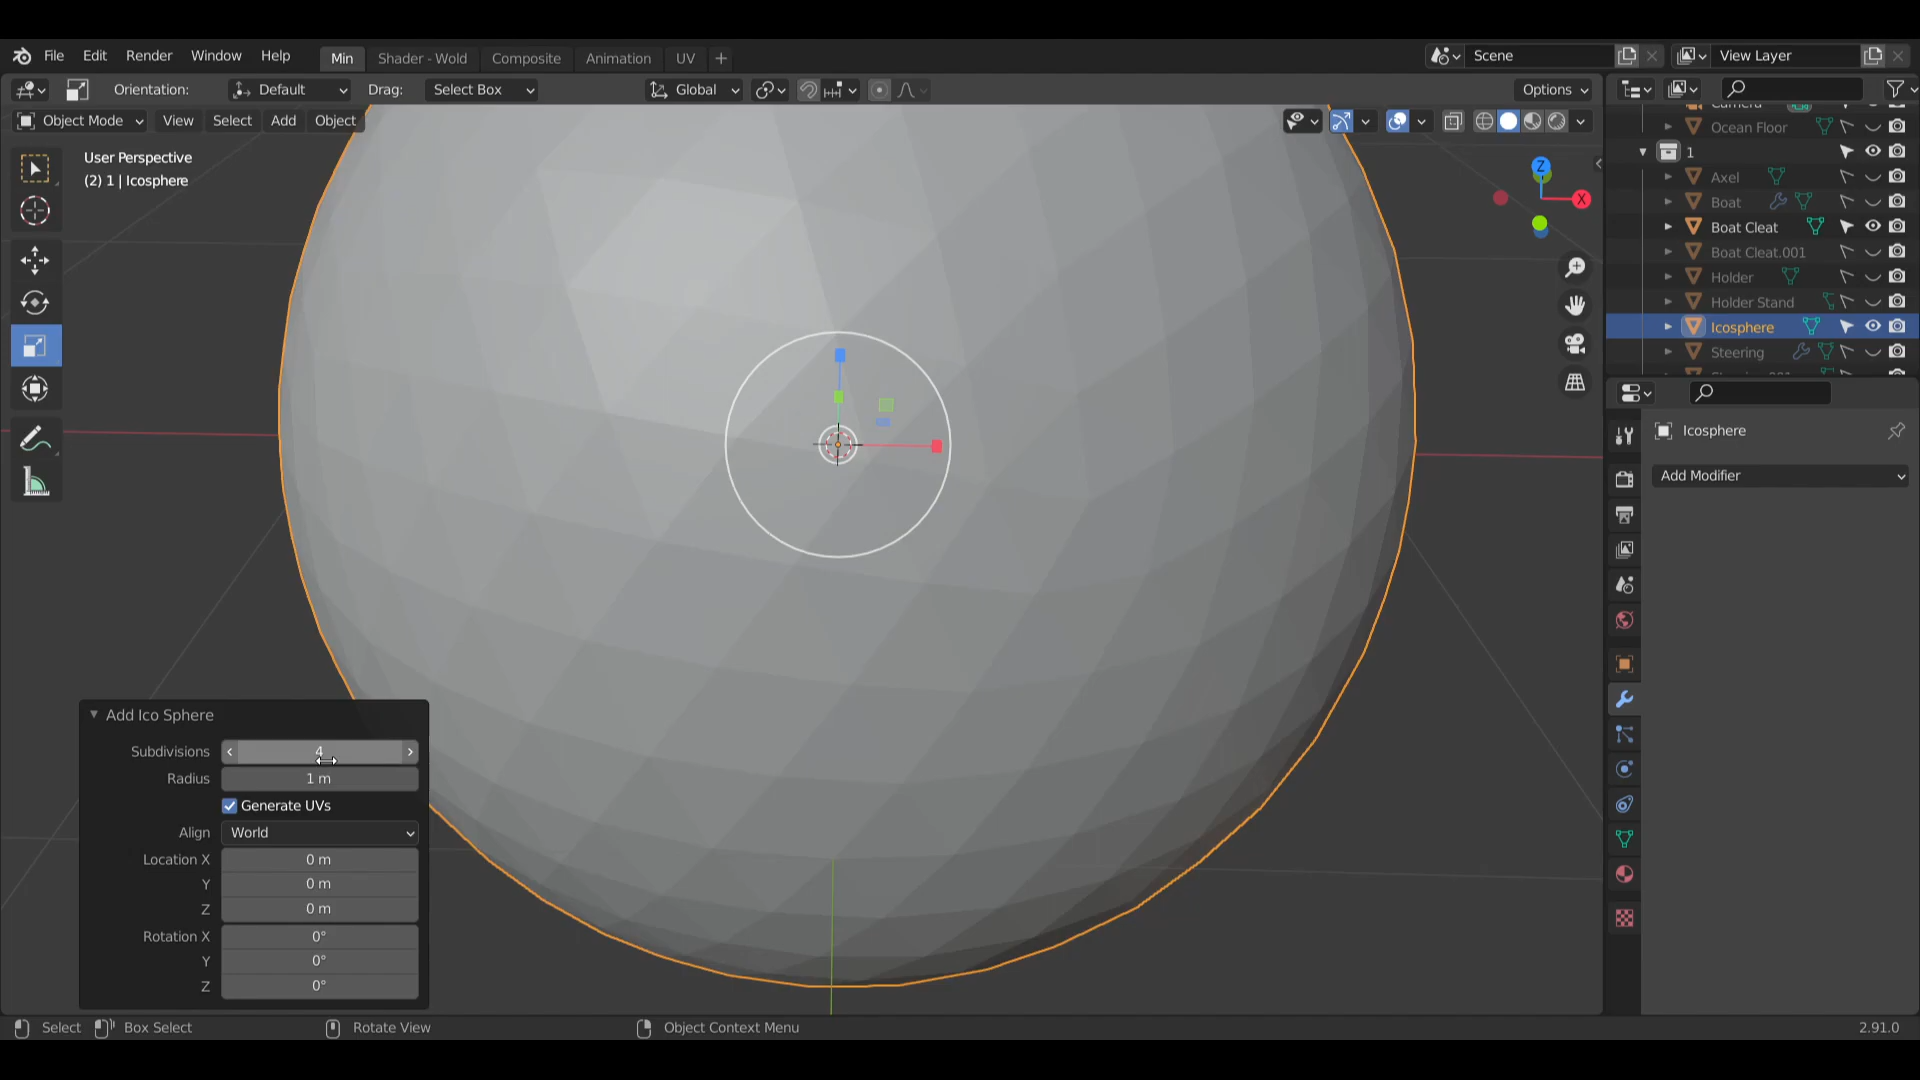 File Edit Render Window Help Min Shader - Wold Composite Animation UV + Scene View Layer
Orientation: Default Drag: Select Box Global Options
Object Mode View Select Add Object
User Perspective
(2) 1 | Icosphere
Z
X
Camera
Ocean Floor
1
Axel
Boat
Boat Cleat
Boat Cleat.001
Holder
Holder Stand
Icosphere
Steering
Icosphere
Add Modifier
Add Ico Sphere
Subdivisions 4
Radius 1 m
Generate UVs
Align World
Location X 0 m
Y 0 m
Z 0 m
Rotation X 0°
Y 0°
Z 0°
Select Box Select Rotate View Object Context Menu 2.91.0